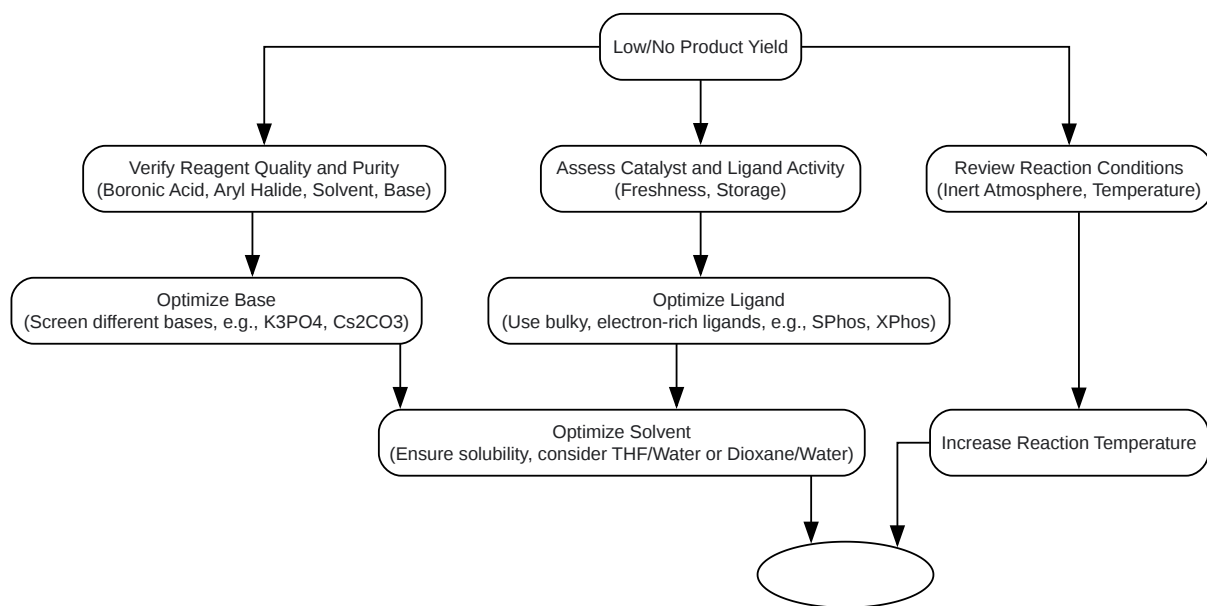 Low/No Product Yield
Verify Reagent Quality and Purity
(Boronic Acid, Aryl Halide, Solvent, Base)
Assess Catalyst and Ligand Activity
(Freshness, Storage)
Review Reaction Conditions
(Inert Atmosphere, Temperature)
Optimize Base
(Screen different bases, e.g., K3PO4, Cs2CO3)
Optimize Ligand
(Use bulky, electron-rich ligands, e.g., SPhos, XPhos)
Optimize Solvent
(Ensure solubility, consider THF/Water or Dioxane/Water)
Increase Reaction Temperature